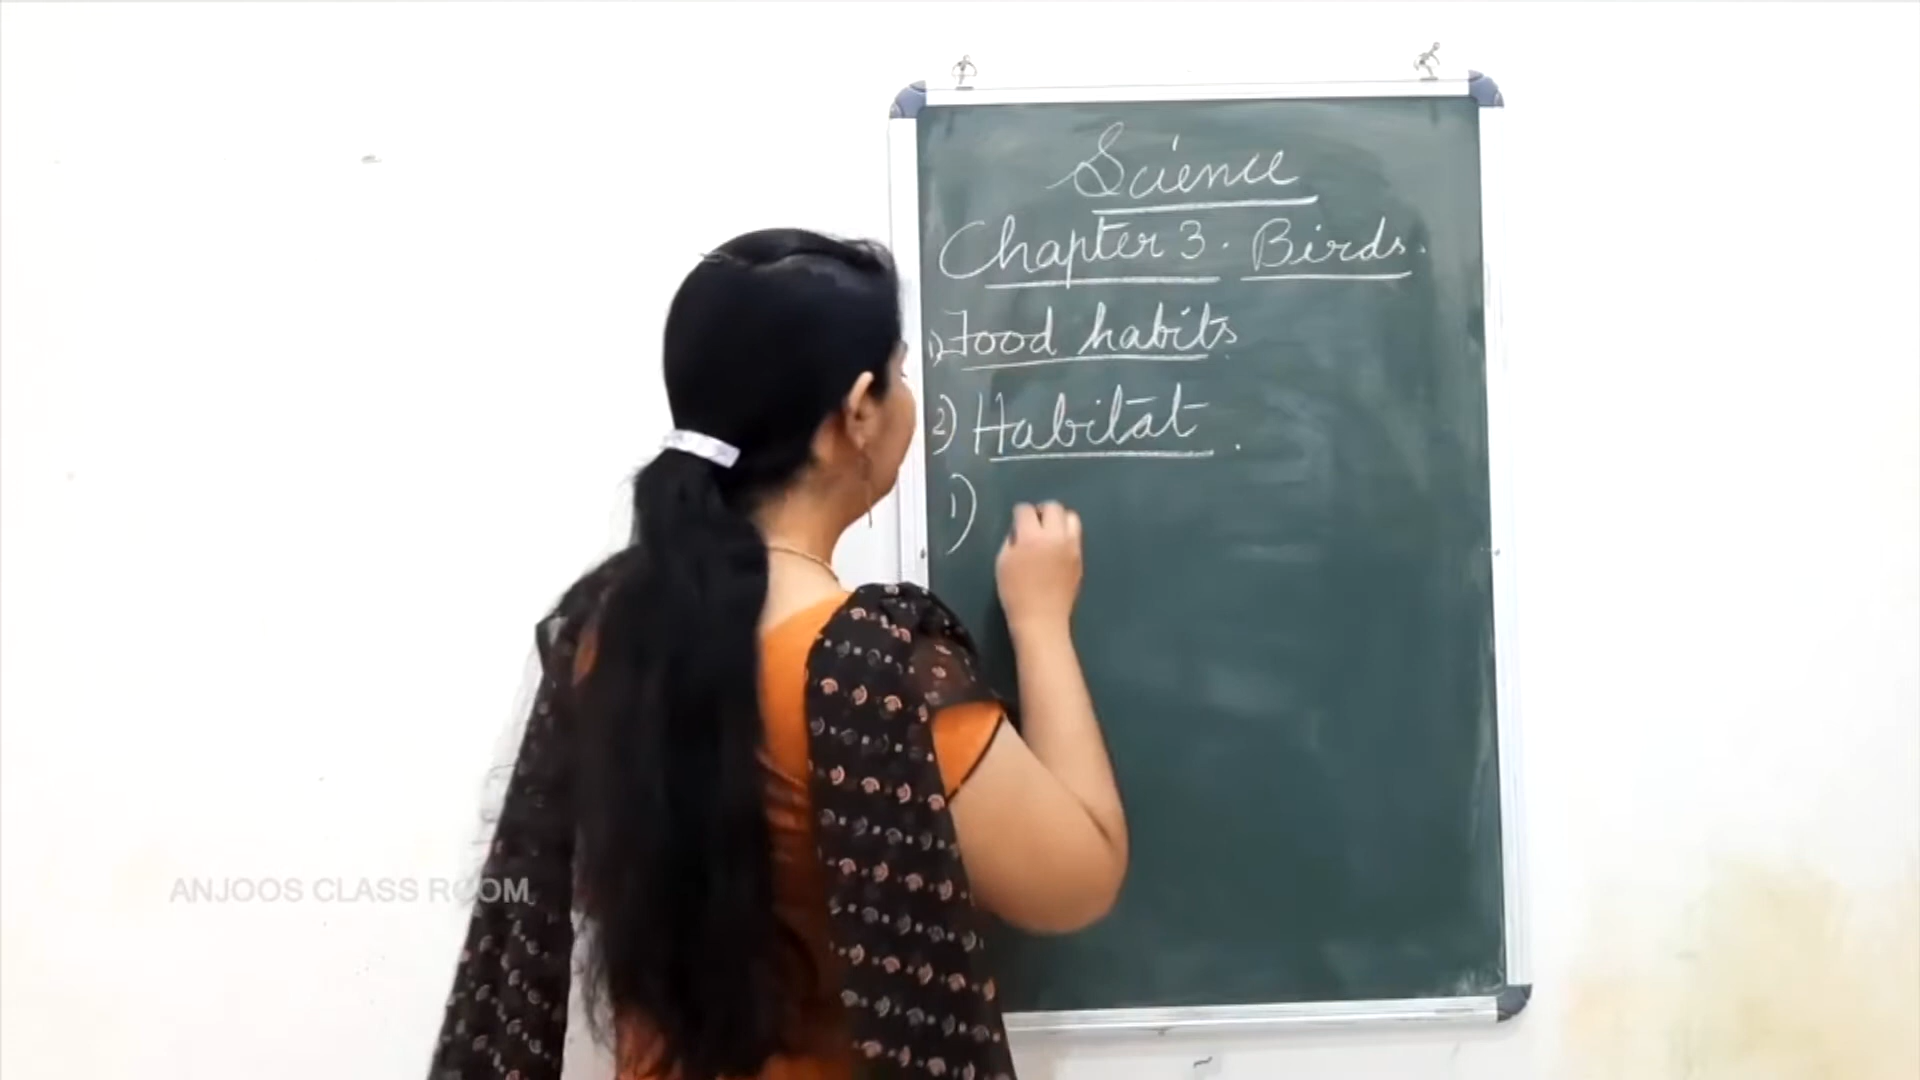 Science
Chapter 3. Birds.
1) Food habits
2) Habitat.
1)
ANJOOS CLASS ROOM